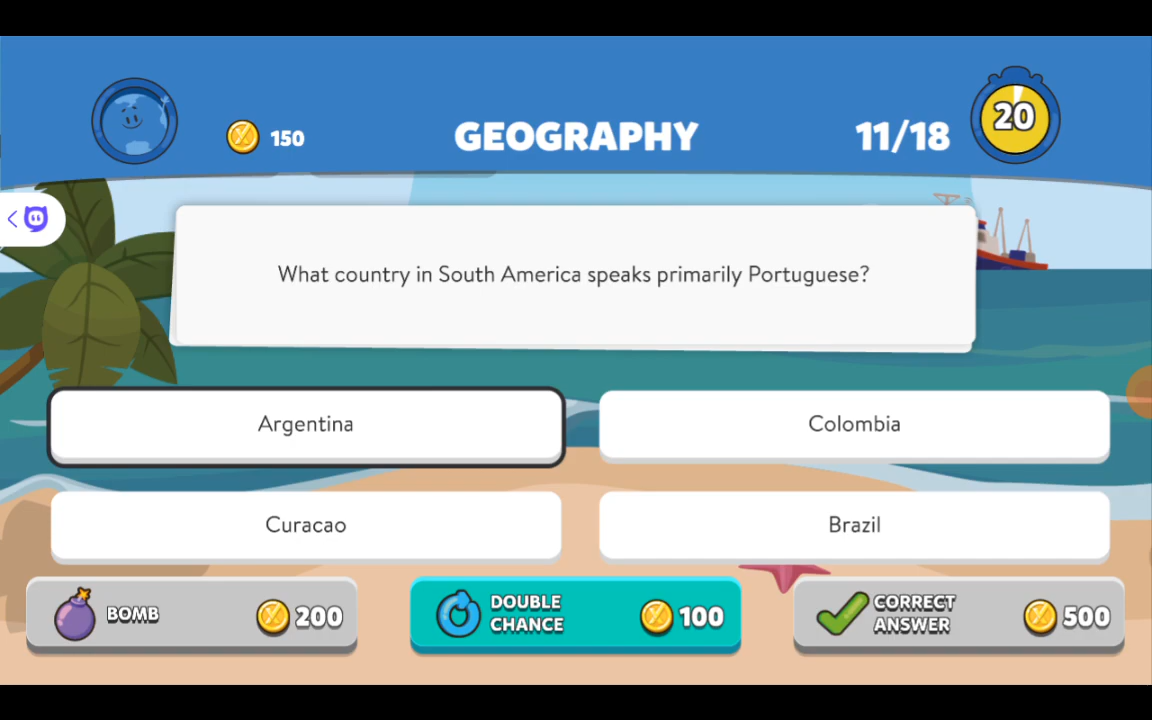 150
GEOGRAPHY
11/18
20
What country in South America speaks primarily Portuguese?
Argentina
Colombia
Curacao
Brazil
BOMB
200
DOUBLE
CHANCE
100
CORRECT
ANSWER
500